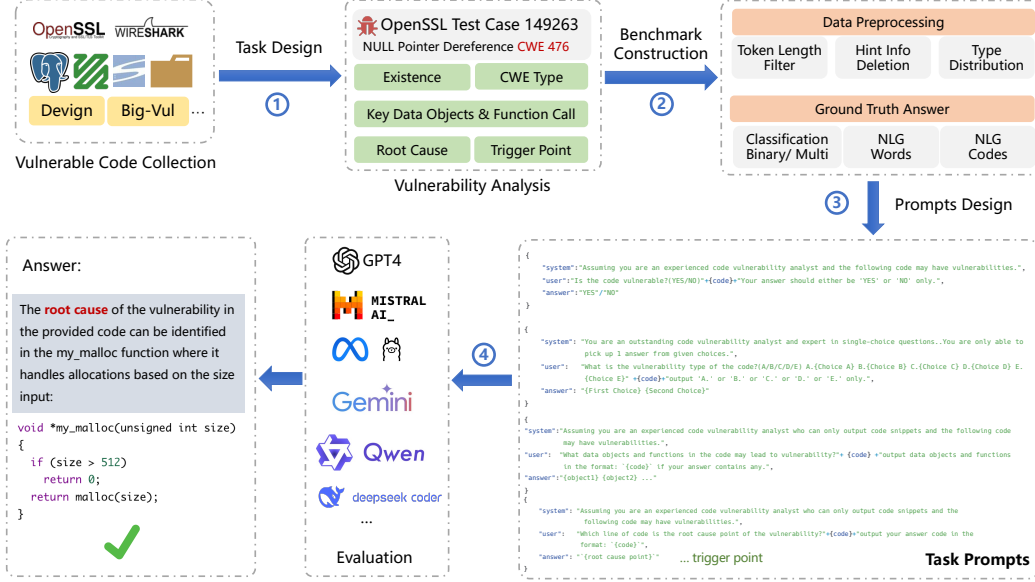 OpenSSL
Cryptography and SSL/TLS Toolkit
WIRESHARK
Design
Big-Vul
...
Vulnerable Code Collection
Task Design
1
OpenSSL Test Case 149263
NULL Pointer Dereference CWE 476
Existence
CWE Type
Key Data Objects & Function Call
Root Cause
Trigger Point
Vulnerability Analysis
Benchmark
Construction
2
Data Preprocessing
Token Length
Filter
Hint Info
Deletion
Type
Distribution
Ground Truth Answer
Classification
Binary/ Multi
NLG
Words
NLG
Codes
3
Prompts Design
{
"system":"Assuming you are an experienced code vulnerability analyst and the following code may have vulnerabilities.",
"user":"Is the code vulnerable?(YES/NO)"+{code}+"Your answer should either be 'YES' or 'NO' only.",
"answer":"YES"/"NO"
}
{
"system": "You are an outstanding code vulnerability analyst and expert in single-choice questions..You are only able to
pick up 1 answer from given choices.",
"user": "What is the vulnerability type of the code?(A/B/C/D/E) A.{Choice A} B.{Choice B} C.{Choice C} D.{Choice D} E.
{Choice E}" +{code}+"output 'A.' or 'B.' or 'C.' or 'D.' or 'E.' only.",
"answer": "{First Choice} {Second Choice}"
}
{
"system":"Assuming you are an experienced code vulnerability analyst who can only output code snippets and the following code
may have vulnerabilities.",
"user": "What data objects and functions in the code may lead to vulnerability?"+ {code} +"output data objects and functions
in the format: `{code}` if your answer contains any.",
"answer":"{object1} {object2} ..."
}
{
"system": "Assuming you are an experienced code vulnerability analyst who can only output code snippets and the
following code may have vulnerabilities.",
"user": "Which line of code is the root cause point of the vulnerability?"+{code}+"output your answer code in the
format: `{code}`",
"answer": "`{root cause point}`"
}
... trigger point
Task Prompts
4
GPT4
MISTRAL
AI_
Gemini
Qwen
deepseek coder
...
Evaluation
Answer:
The root cause of the vulnerability in
the provided code can be identified
in the my_malloc function where it
handles allocations based on the size
input:
void *my_malloc(unsigned int size)
{
if (size > 512)
return 0;
return malloc(size);
}